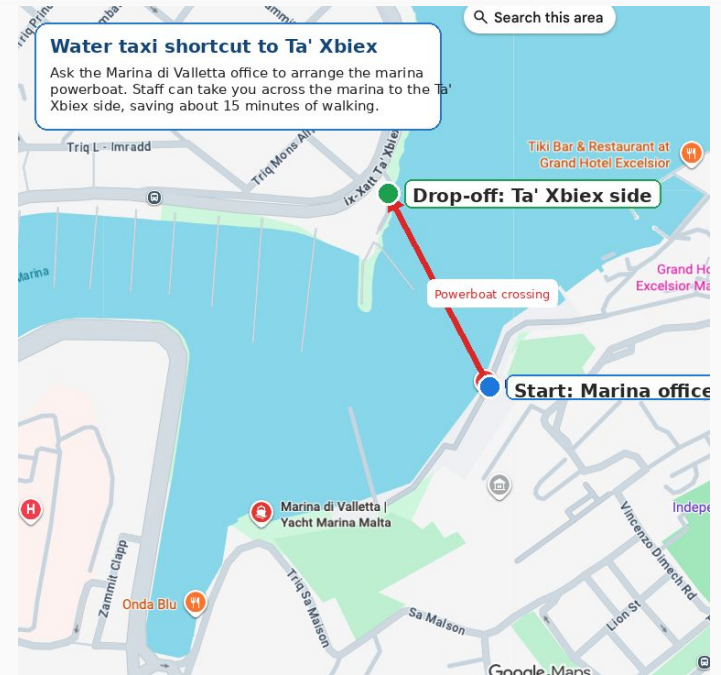 Search this area
Water taxi shortcut to Ta' Xbiex
Ask the Marina di Valletta office to arrange the marina
powerboat. Staff can take you across the marina to the Ta'
Xbiex side, saving about 15 minutes of walking.
Triq L - Imradd
Triq Mons
ix-Xatt Ta' Xbiex
Tiki Bar & Restaurant at
Grand Hotel Excelsior
Drop-off: Ta' Xbiex side
Marina
Grand Ho
Excelsior Ma
Powerboat crossing
Start: Marina office
H
Marina di Valletta |
Yacht Marina Malta
Indepe
Vincenzo Dimech Rd
Zammit Clapp
Onda Blu
Triq Sa Maison
Sa Maison
Lion St
Google Maps